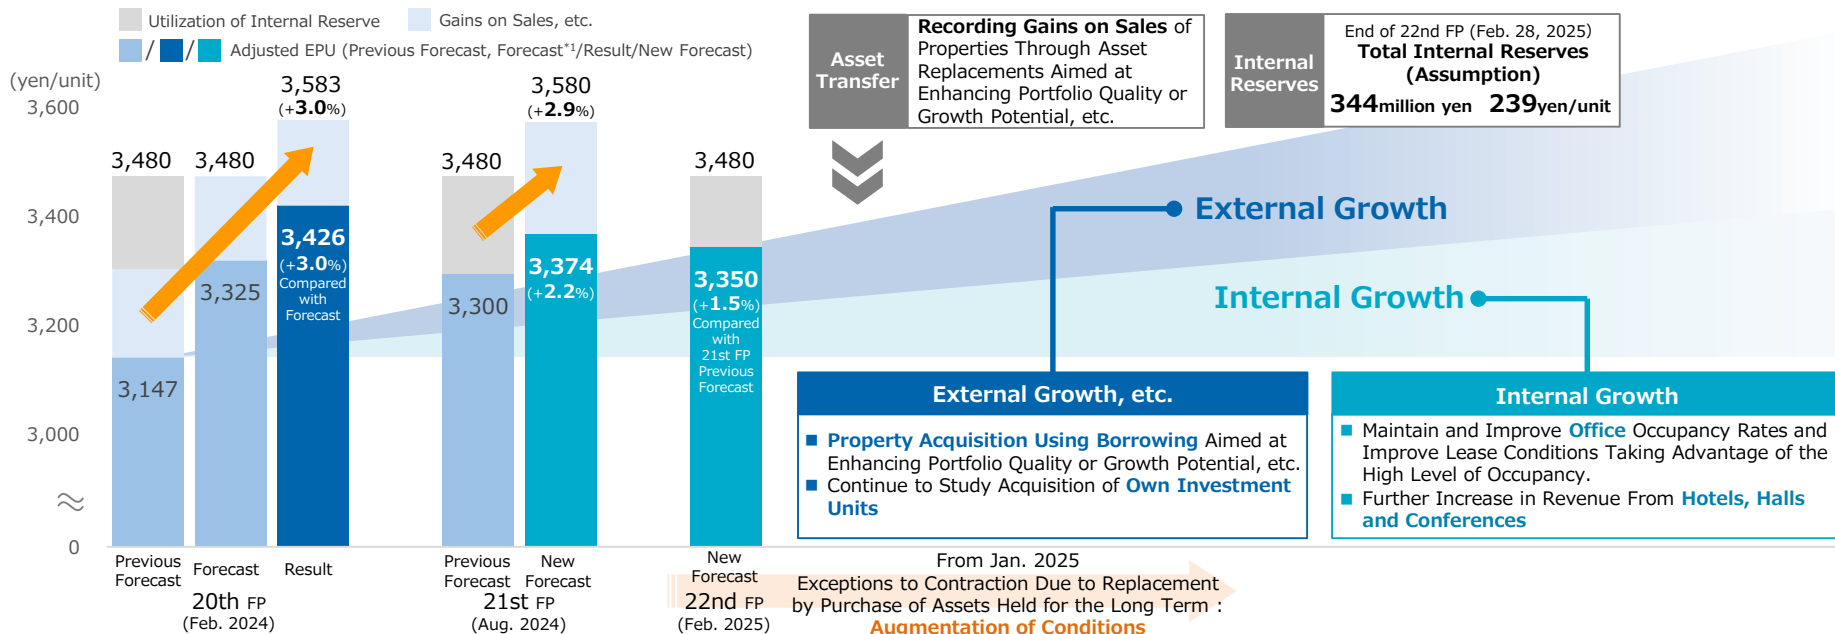 Utilization of Internal Reserve
Gains on Sales, etc.
/ / Adjusted EPU (Previous Forecast, Forecast*1/Result/New Forecast)
(yen/unit)
3,600
3,400
3,200
3,000
0
3,480
3,147
3,480
3,325
3,583
(+3.0%)
3,426
(+3.0%)
Compared
with
Forecast
3,480
3,300
3,580
(+2.9%)
3,374
(+2.2%)
3,480
3,350
(+1.5%)
Compared
with
21st FP
Previous
Forecast
Previous
Forecast
Forecast
Result
20th FP
(Feb. 2024)
Previous
Forecast
New
Forecast
21st FP
(Aug. 2024)
New
Forecast
22nd FP
(Feb. 2025)
Asset
Transfer
Recording Gains on Sales of
Properties Through Asset
Replacements Aimed at
Enhancing Portfolio Quality or
Growth Potential, etc.
Internal
Reserves
End of 22nd FP (Feb. 28, 2025)
Total Internal Reserves
(Assumption)
344million yen 239yen/unit
External Growth
Internal Growth
External Growth, etc.
■ Property Acquisition Using Borrowing Aimed at
Enhancing Portfolio Quality or Growth Potential, etc.
■ Continue to Study Acquisition of Own Investment
Units
Internal Growth
■ Maintain and Improve Office Occupancy Rates and
Improve Lease Conditions Taking Advantage of the
High Level of Occupancy.
■ Further Increase in Revenue From Hotels, Halls
and Conferences
From Jan. 2025
Exceptions to Contraction Due to Replacement
by Purchase of Assets Held for the Long Term :
Augmentation of Conditions